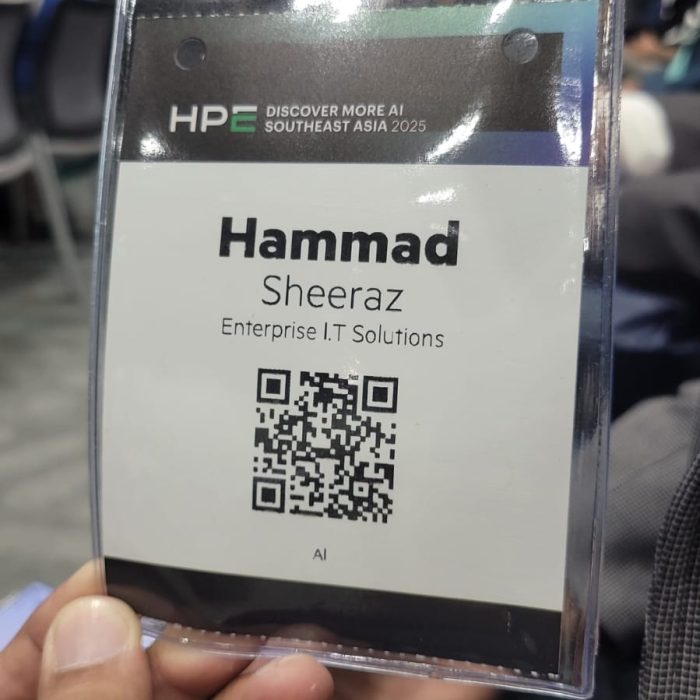 HPE DISCOVER MORE AI
SOUTHEAST ASIA 2025
Hammad
Sheeraz
Enterprise I.T Solutions
AI